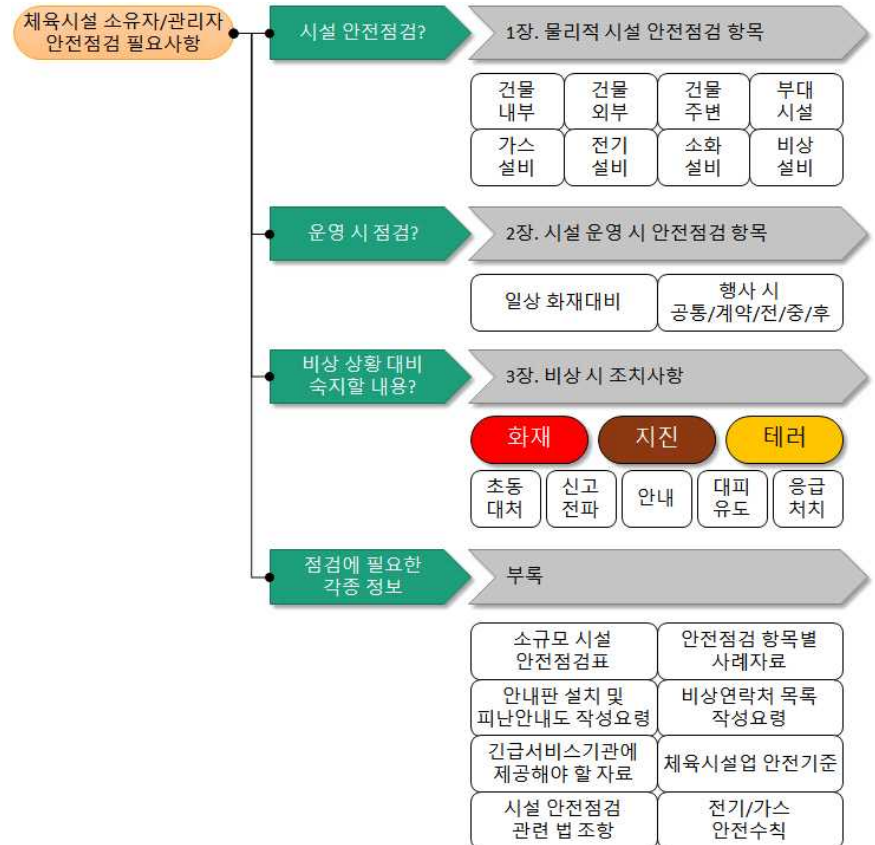 체육시설 소유자/관리자
안전점검 필요사항
시설 안전점검?
1장. 물리적 시설 안전점검 항목
건물
내부
건물
외부
건물
주변
부대
시설
가스
설비
전기
설비
소화
설비
비상
설비
운영 시 점검?
2장. 시설 운영 시 안전점검 항목
일상 화재대비
행사 시
공통/계약/전/중/후
비상 상황 대비
숙지할 내용?
3장. 비상 시 조치사항
화재
지진
테러
초동
대처
신고
전파
안내
대피
유도
응급
처치
점검에 필요한
각종 정보
부록
소규모 시설
안전점검표
안전점검 항목별
사례자료
안내판 설치 및
피난안내도 작성요령
비상연락처 목록
작성요령
긴급서비스기관에
제공해야 할 자료
체육시설업 안전기준
시설 안전점검
관련 법 조항
전기/가스
안전수칙